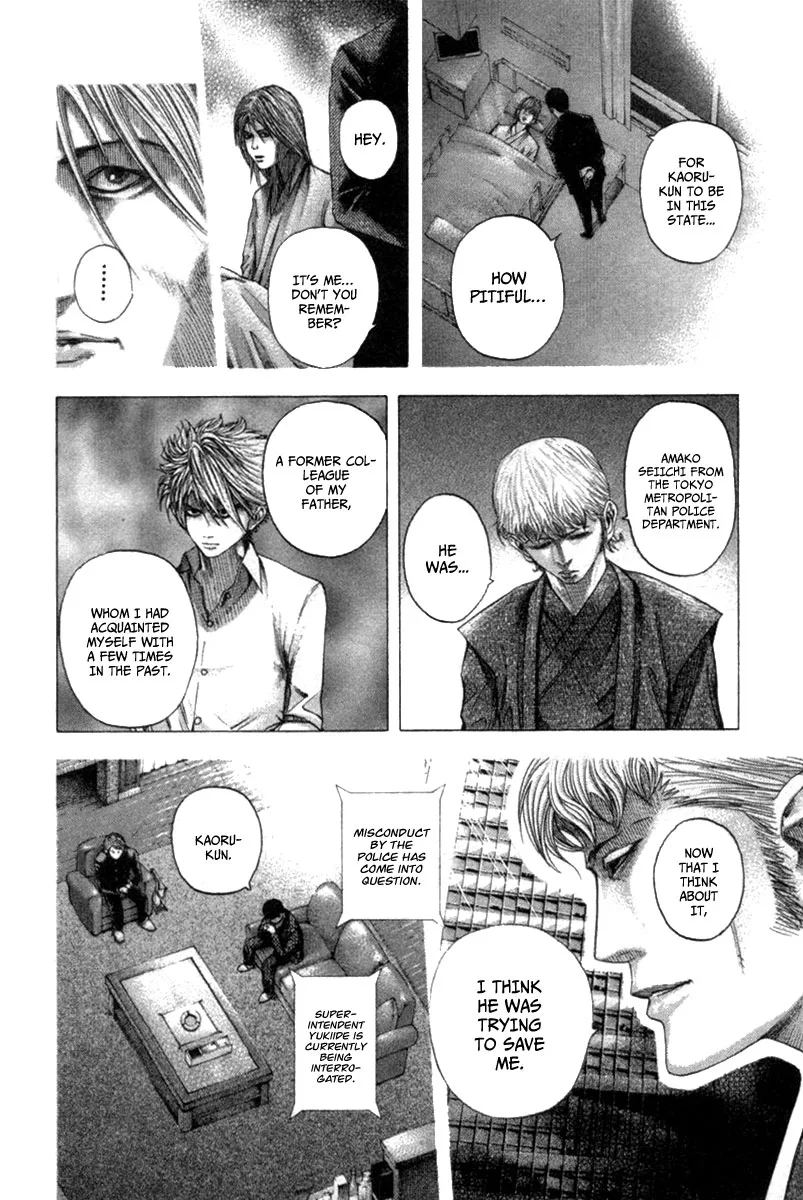 FOR
KAORU-
KUN TO BE
IN THIS
STATE...
HOW
PITIFUL...
HEY.
IT'S ME...
DON'T YOU
REMEM-
BER?
.....
AMAKO
SEIICHI FROM
THE TOKYO
METROPOLI-
TAN POLICE
DEPARTMENT.
HE
WAS...
A FORMER COL-
LEAGUE
OF MY
FATHER,
WHOM I HAD
ACQUAINTED
MYSELF WITH
A FEW TIMES
IN THE PAST.
NOW
THAT I
THINK
ABOUT
IT,
I THINK
HE WAS
TRYING
TO SAVE
ME.
MISCONDUCT
BY THE
POLICE HAS
COME INTO
QUESTION.
SUPER-
INTENDENT
YUKIIDE IS
CURRENTLY
BEING
INTERRO-
GATED.
KAORU-
KUN.